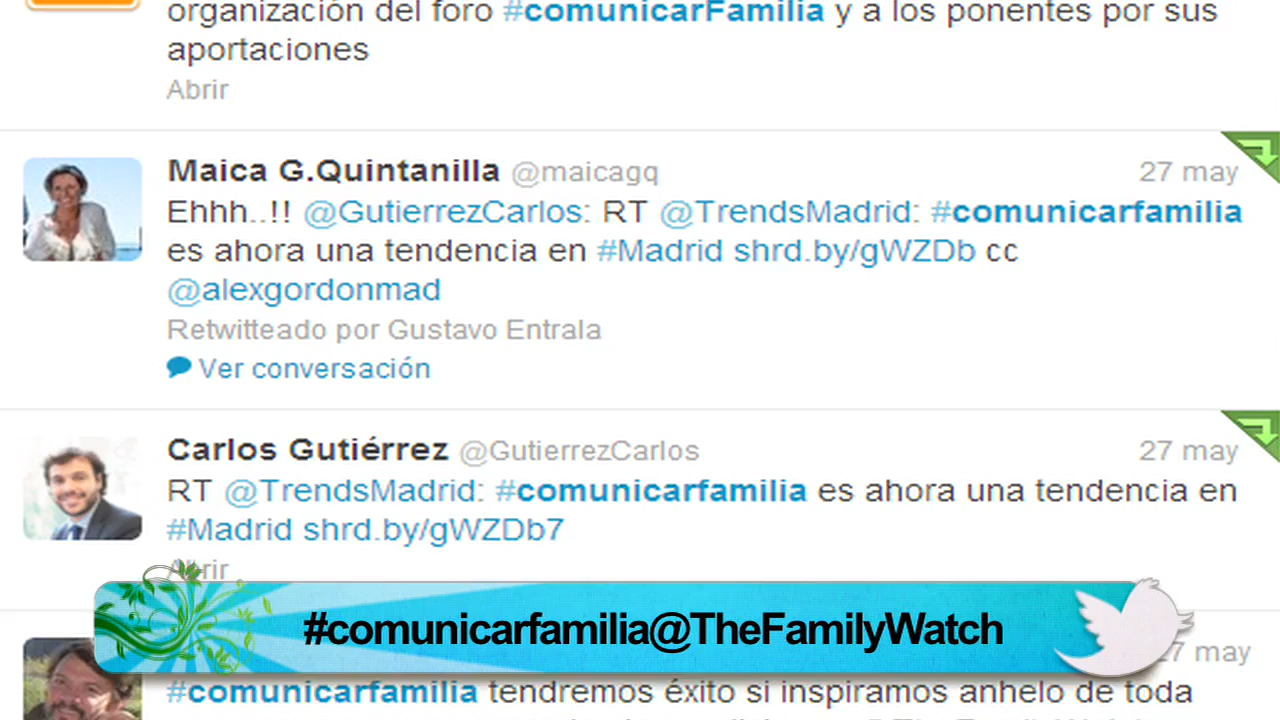 organización del foro #comunicarFamilia y a los ponentes por sus
aportaciones
Abrir
Maica G.Quintanilla @maicagq 27 may
Ehhh..!! @GutierrezCarlos: RT @TrendsMadrid: #comunicarfamilia
es ahora una tendencia en #Madrid shrd.by/gWZDb cc
@alexgordonmad
Retwitteado por Gustavo Entrala
Ver conversación
Carlos Gutiérrez @GutierrezCarlos 27 may
RT @TrendsMadrid: #comunicarfamilia es ahora una tendencia en
#Madrid shrd.by/gWZDb7
Abrir
#comunicarfamilia@TheFamilyWatch
27 may
#comunicarfamilia tendremos éxito si inspiramos anhelo de toda